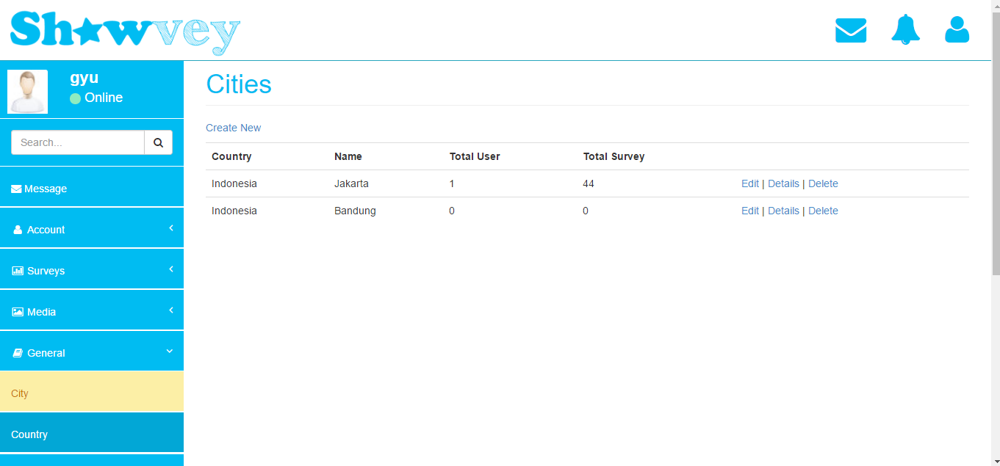 Sh★wvey
gyu
Online
Search...
Message
Account
Surveys
Media
General
City
Country
Cities
Create New
Country Name Total User Total Survey
Indonesia Jakarta 1 44 Edit | Details | Delete
Indonesia Bandung 0 0 Edit | Details | Delete